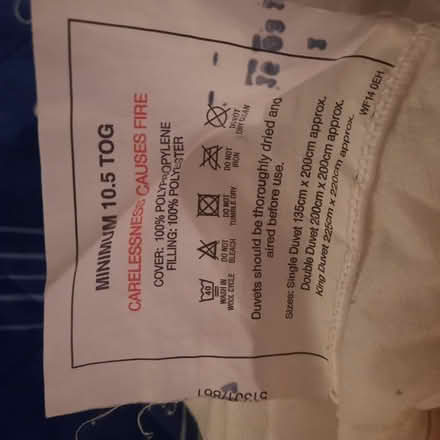 MINIMUM 10.5 TOG
CARELESSNESS CAUSES FIRE
COVER: 100% POLYPROPYLENE
FILLING: 100% POLYESTER
40
WASH IN
WOOL CYCLE
DO NOT
BLEACH
DO NOT
TUMBLE DRY
DO NOT
IRON
DO NOT
DRY CLEAN
Duvets should be thoroughly dried and
aired before use.
Sizes: Single Duvet 135cm x 200cm approx.
Double Duvet 200cm x 200cm approx.
King Duvet 225cm x 220cm approx.
WF14 0EH